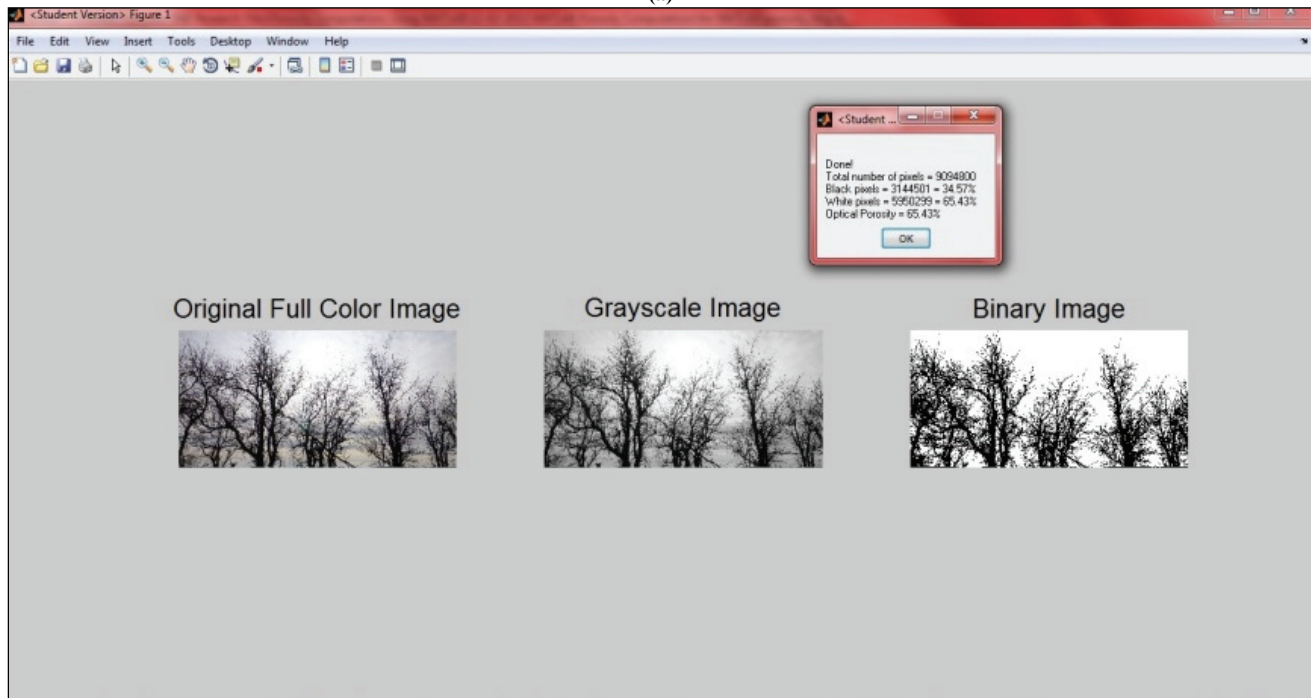 <Student Version> Figure 1
File Edit View Insert Tools Desktop Window Help
<Student ...
Done!
Total number of pixels = 9094800
Black pixels = 3144501 = 34.57%
White pixels = 5950299 = 65.43%
Optical Porosity = 65.43%
OK
Original Full Color Image
Grayscale Image
Binary Image